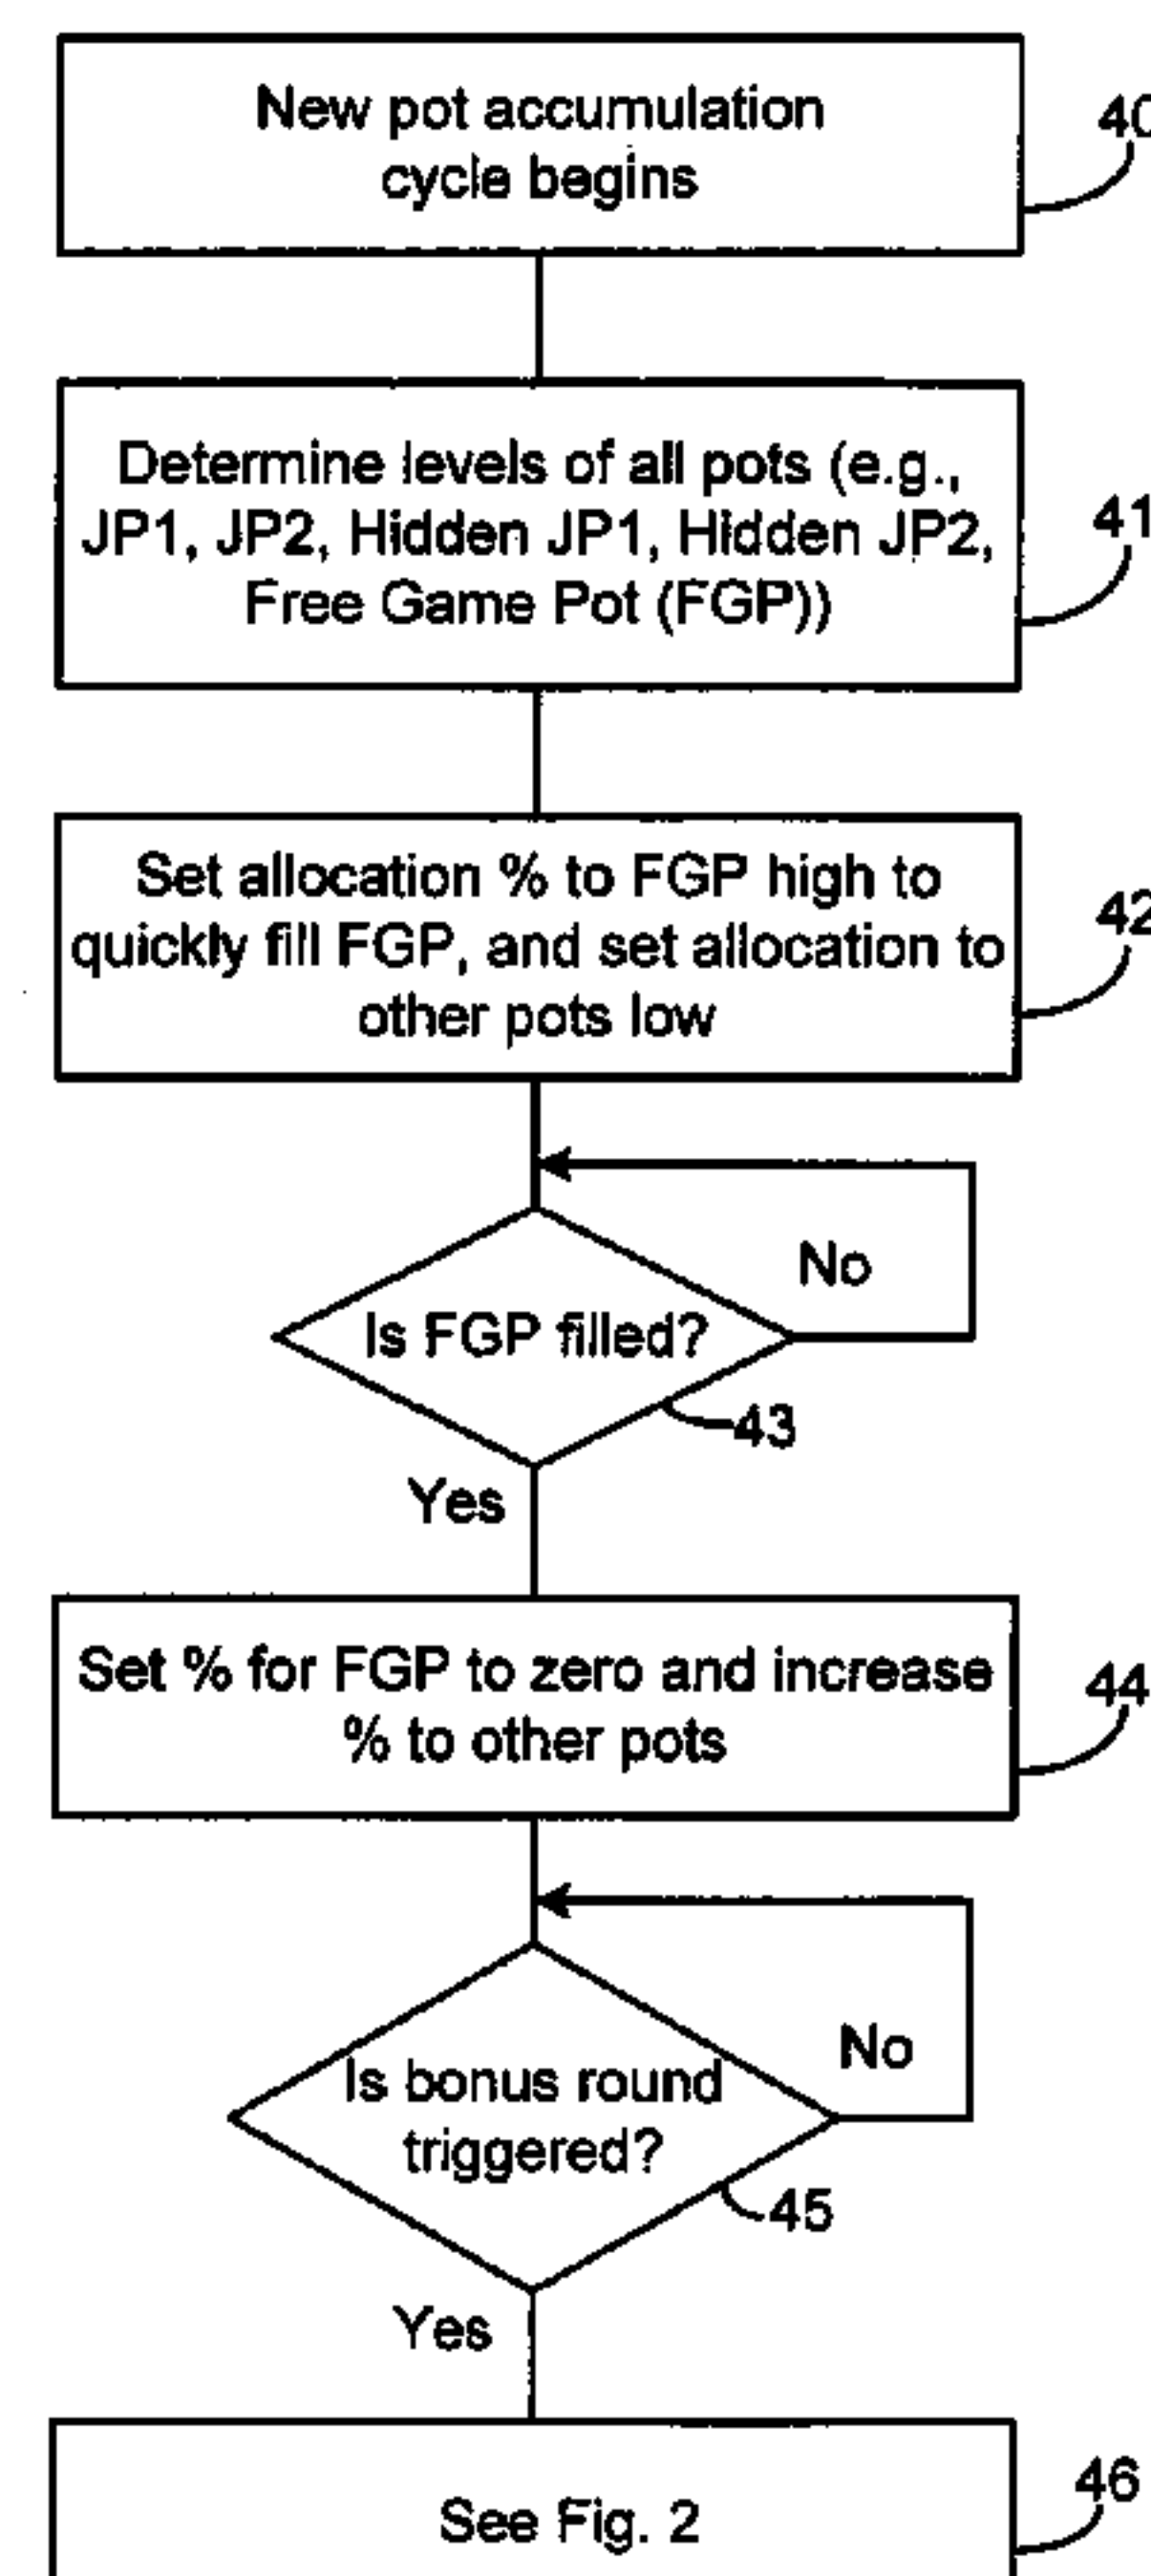 New pot accumulation
cycle begins
40
Determine levels of all pots (e.g.,
JP1, JP2, Hidden JP1, Hidden JP2,
Free Game Pot (FGP))
41
Set allocation % to FGP high to
quickly fill FGP, and set allocation to
other pots low
42
No
Is FGP filled?
43
Yes
Set % for FGP to zero and increase
% to other pots
44
No
Is bonus round
triggered?
45
Yes
See Fig. 2
46